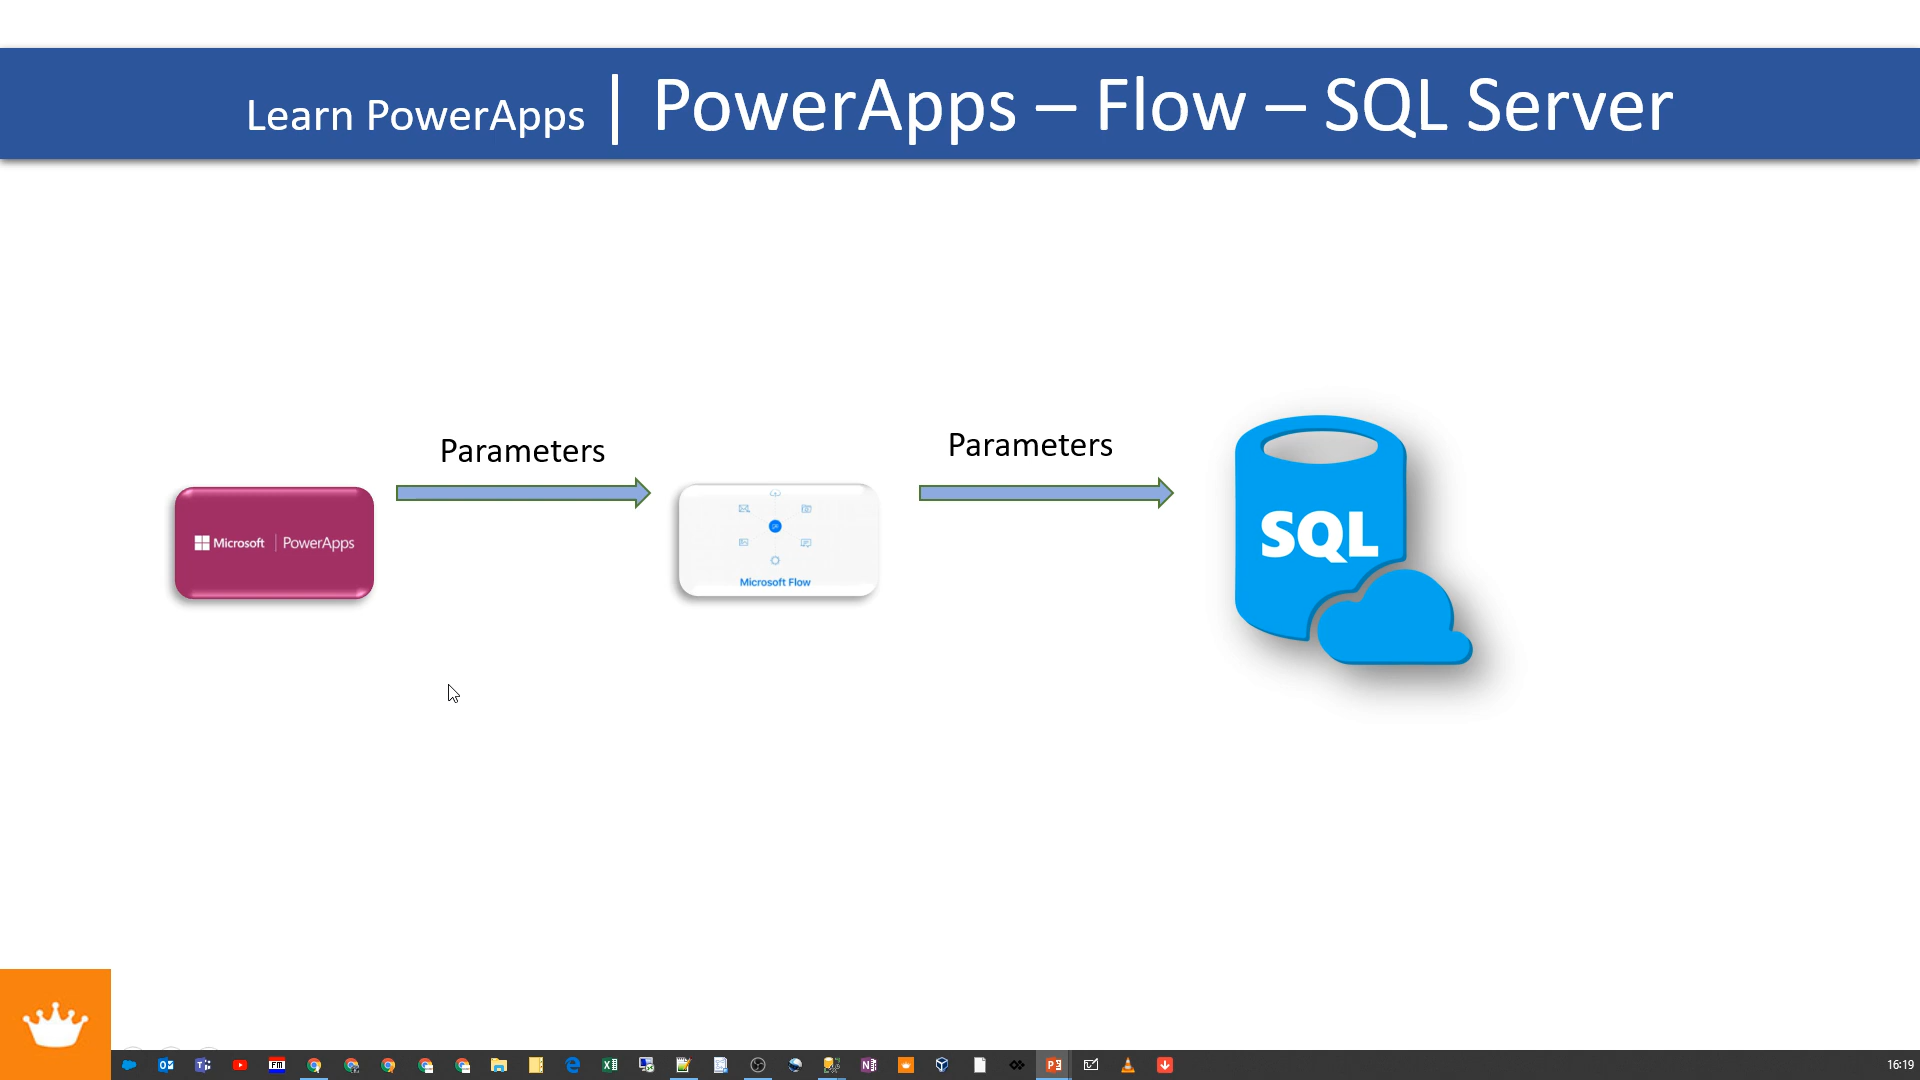 Learn PowerApps | PowerApps – Flow – SQL Server
Parameters
Parameters
Microsoft | PowerApps
Microsoft Flow
SQL
16:19